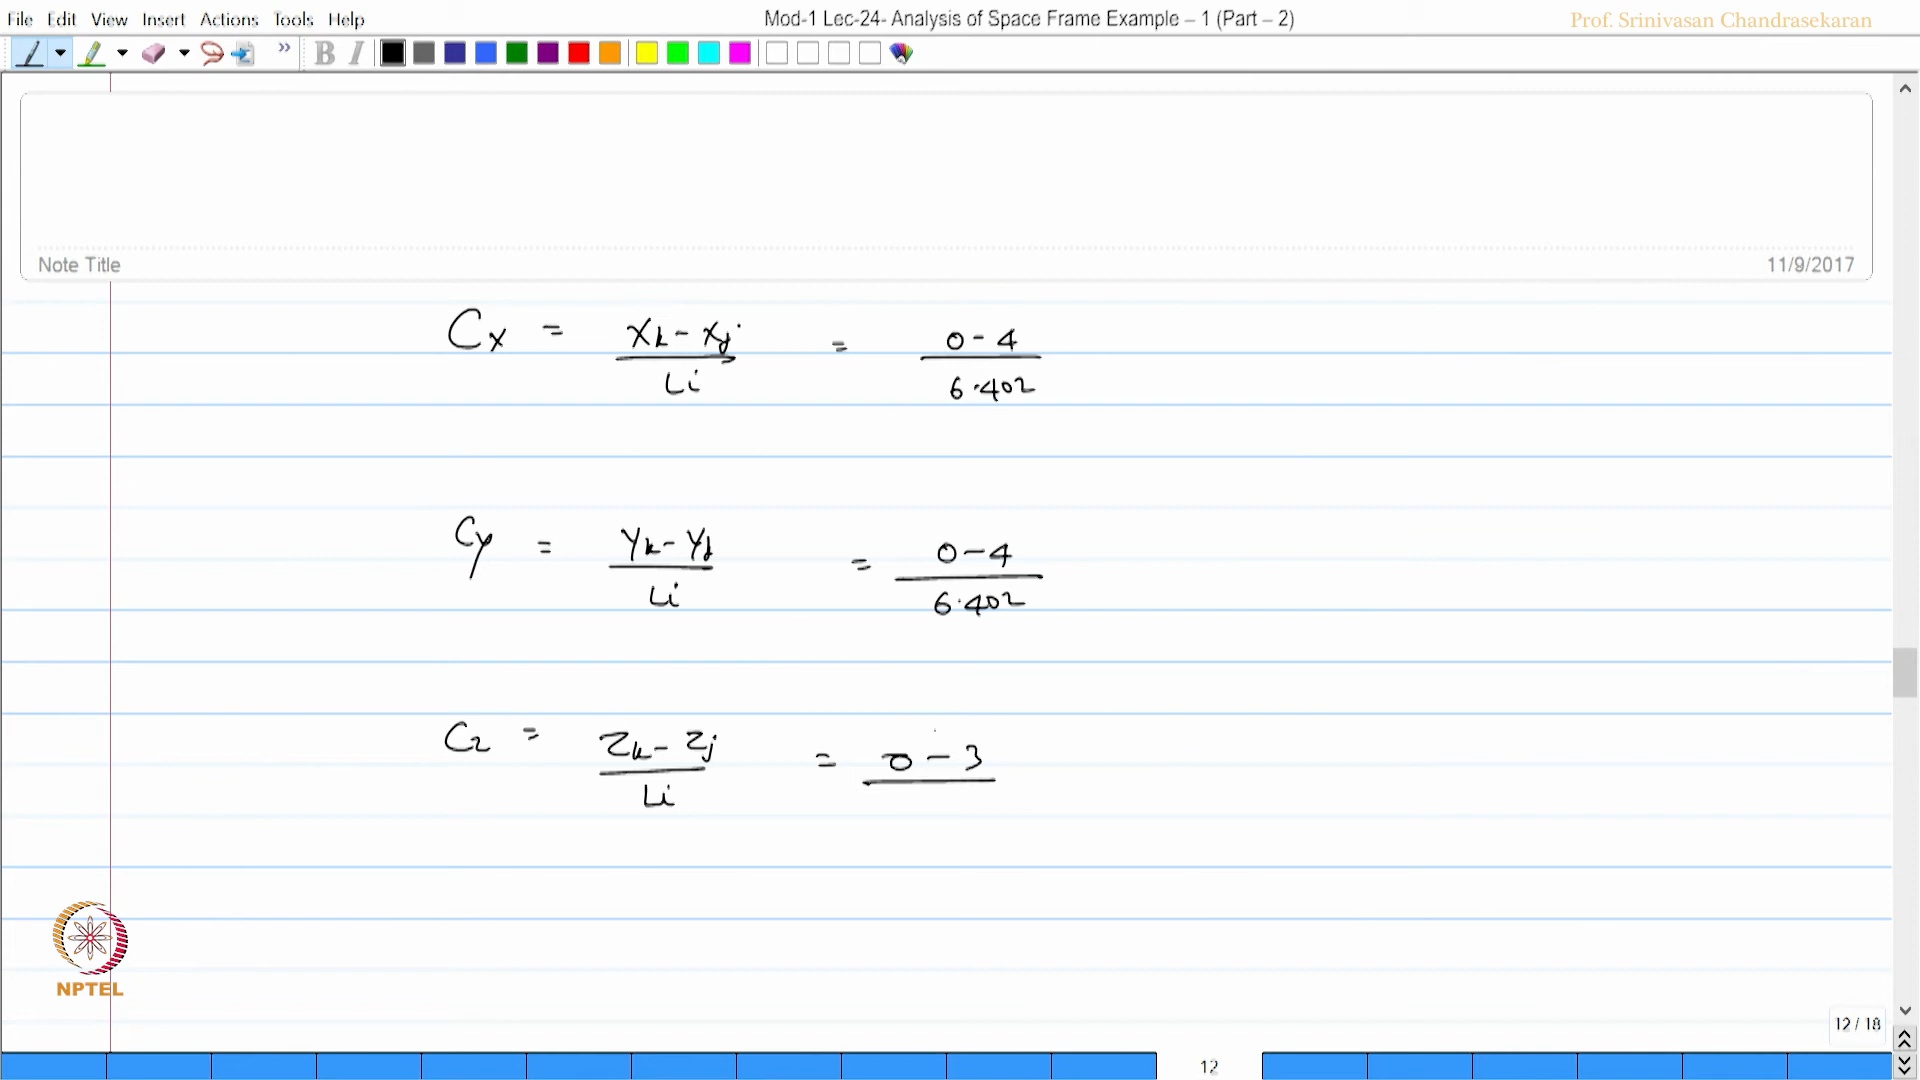 File Edit View Insert Actions Tools Help
Mod-1 Lec-24- Analysis of Space Frame Example – 1 (Part – 2)
Prof. Srinivasan Chandrasekaran
B I
Note Title
11/9/2017
Cx = (xk - xj) / Li = (0 - 4) / 6.402
Cy = (yk - yj) / Li = (0 - 4) / 6.402
Cz = (zk - zj) / Li = 0 - 3
NPTEL
12 / 18
12